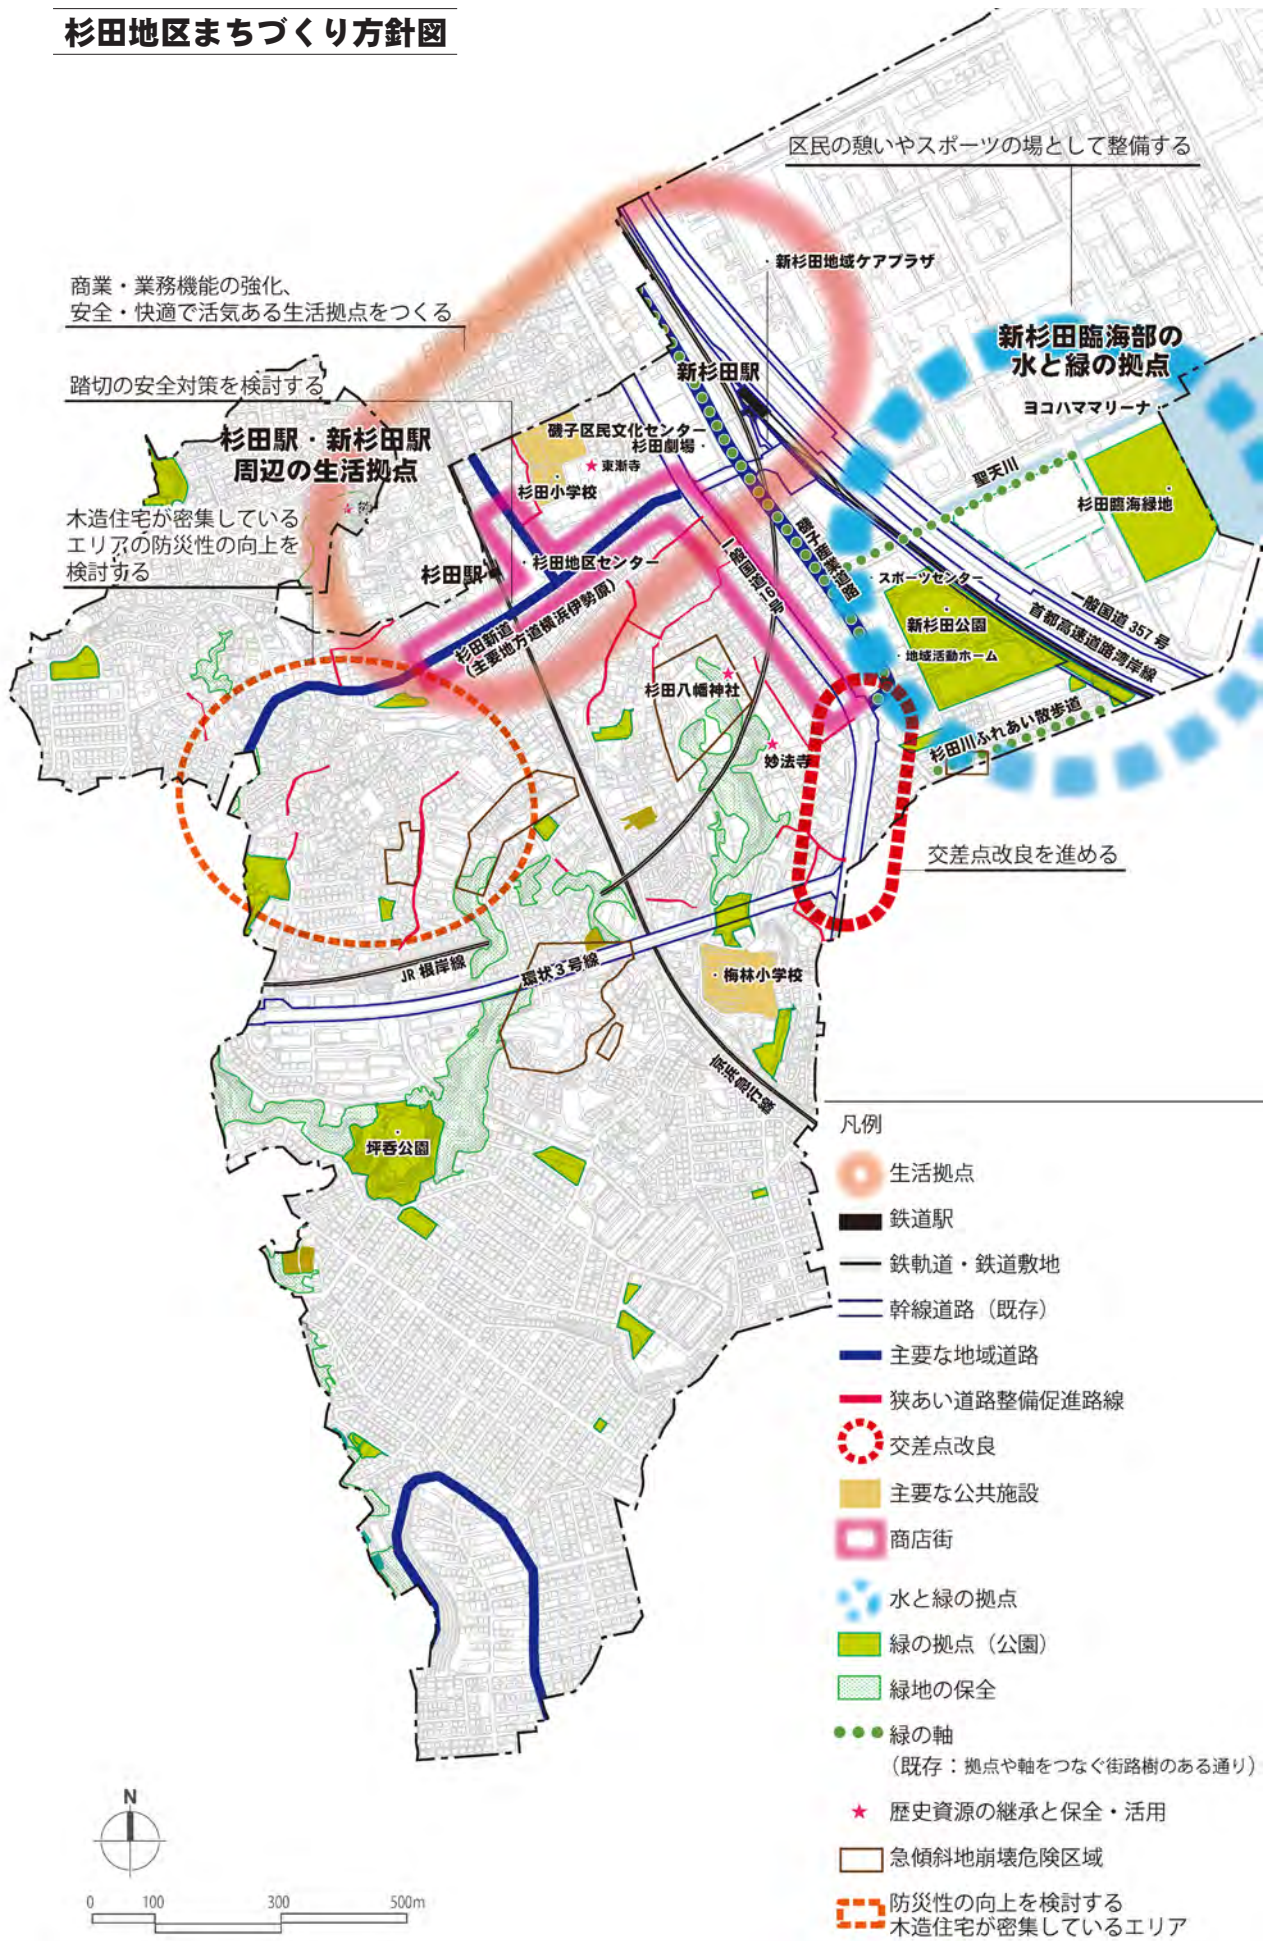 杉田地区まちづくり方針図
区民の憩いやスポーツの場として整備する
新杉田地域ケアプラザ
商業・業務機能の強化、
安全・快適で活気ある生活拠点をつくる
新杉田臨海部の
水と緑の拠点
踏切の安全対策を検討する
新杉田駅
ヨコハママリーナ
杉田駅・新杉田駅
周辺の生活拠点
磯子区民文化センター
杉田劇場
東漸寺
聖天川
杉田小学校
杉田臨海緑地
木造住宅が密集している
エリアの防災性の向上を
検討する
磯子産業道路
一般国道16号
杉田地区センター
杉田駅
スポーツセンター
一般国道357号
首都高速道路湾岸線
新杉田公園
杉田新道
(主要地方道横浜伊勢原)
地域活動ホーム
杉田八幡神社
杉田川ふれあい散歩道
妙法寺
交差点改良を進める
JR根岸線
環状3号線
梅林小学校
京浜急行線
坪呑公園
凡例
生活拠点
鉄道駅
鉄軌道・鉄道敷地
幹線道路（既存）
主要な地域道路
狭あい道路整備促進路線
交差点改良
主要な公共施設
商店街
水と緑の拠点
緑の拠点（公園）
緑地の保全
緑の軸
（既存：拠点や軸をつなぐ街路樹のある通り）
歴史資源の継承と保全・活用
急傾斜地崩壊危険区域
防災性の向上を検討する
木造住宅が密集しているエリア
N
0 100 300 500m